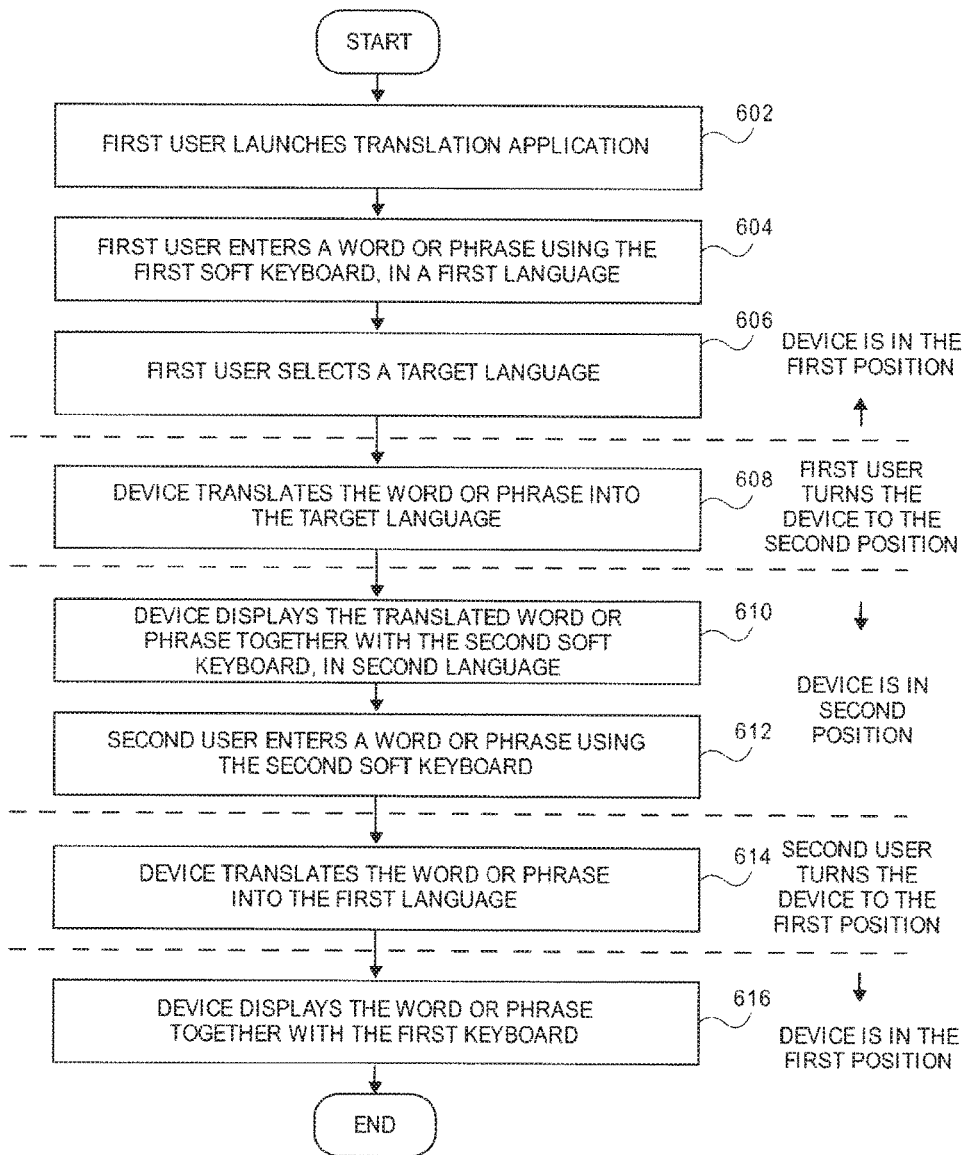 START
602
FIRST USER LAUNCHES TRANSLATION APPLICATION
604
FIRST USER ENTERS A WORD OR PHRASE USING THE
FIRST SOFT KEYBOARD, IN A FIRST LANGUAGE
606
FIRST USER SELECTS A TARGET LANGUAGE
DEVICE IS IN THE
FIRST POSITION
DEVICE TRANSLATES THE WORD OR PHRASE INTO
THE TARGET LANGUAGE
608
FIRST USER
TURNS THE
DEVICE TO THE
SECOND POSITION
DEVICE DISPLAYS THE TRANSLATED WORD OR
PHRASE TOGETHER WITH THE SECOND SOFT
KEYBOARD, IN SECOND LANGUAGE
610
DEVICE IS IN
SECOND
POSITION
SECOND USER ENTERS A WORD OR PHRASE USING
THE SECOND SOFT KEYBOARD
612
DEVICE TRANSLATES THE WORD OR PHRASE
INTO THE FIRST LANGUAGE
614
SECOND USER
TURNS THE
DEVICE TO THE
FIRST POSITION
DEVICE DISPLAYS THE WORD OR PHRASE
TOGETHER WITH THE FIRST KEYBOARD
616
DEVICE IS IN THE
FIRST POSITION
END